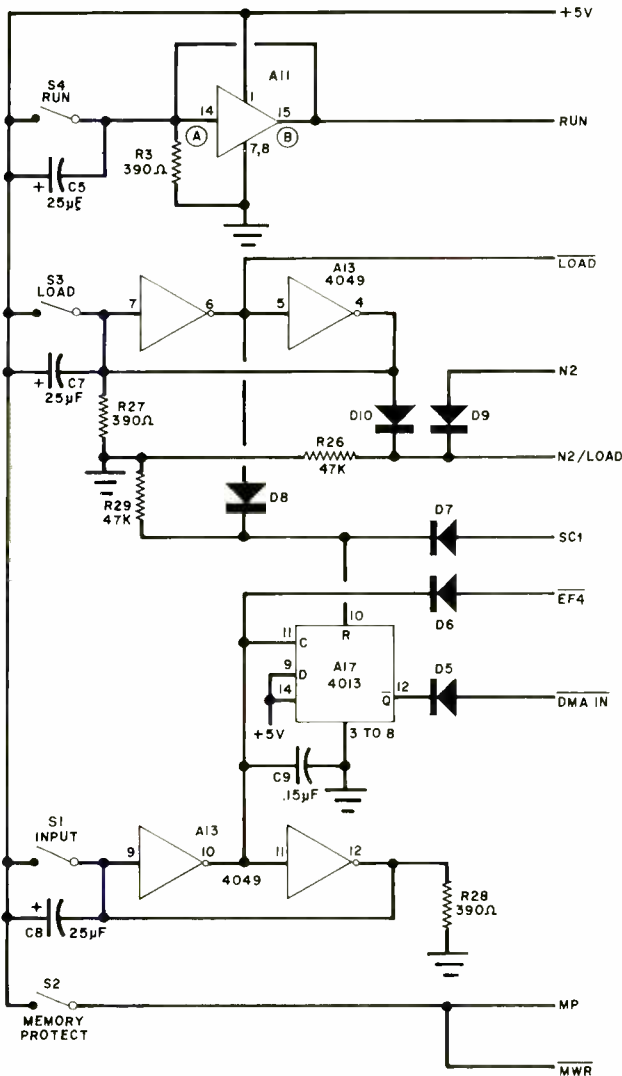 +5V
S4
RUN
A11
1
14
15
A
B
RUN
R3
390Ω
7,8
+
C5
25µF
LOAD
S3
LOAD
A13
4049
7
6
5
4
+
C7
25µF
N2
R27
390Ω
D10
D9
R26
47K
N2/LOAD
R29
47K
D8
D7
SC1
EF4
D6
10
R
11
C
A17
4013
9
D
14
Q
12
D5
DMA IN
+5V
3 TO 8
C9
.15µF
S1
INPUT
A13
9
10
11
12
4049
+
C8
25µF
R28
390Ω
S2
MEMORY
PROTECT
MP
MWR